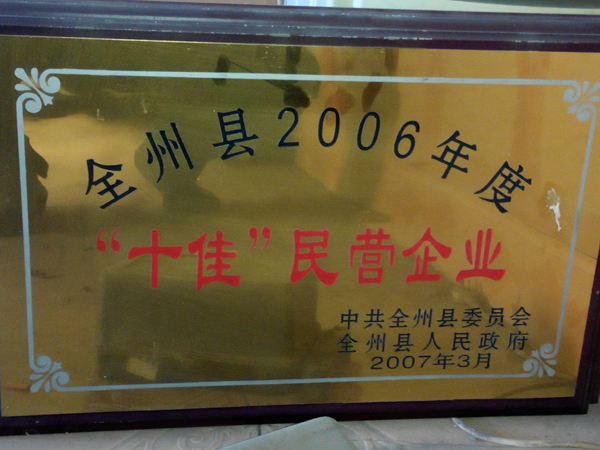 全州县2006年度
“十佳”民营企业
中共全州县委员会
全州县人民政府
2007年3月